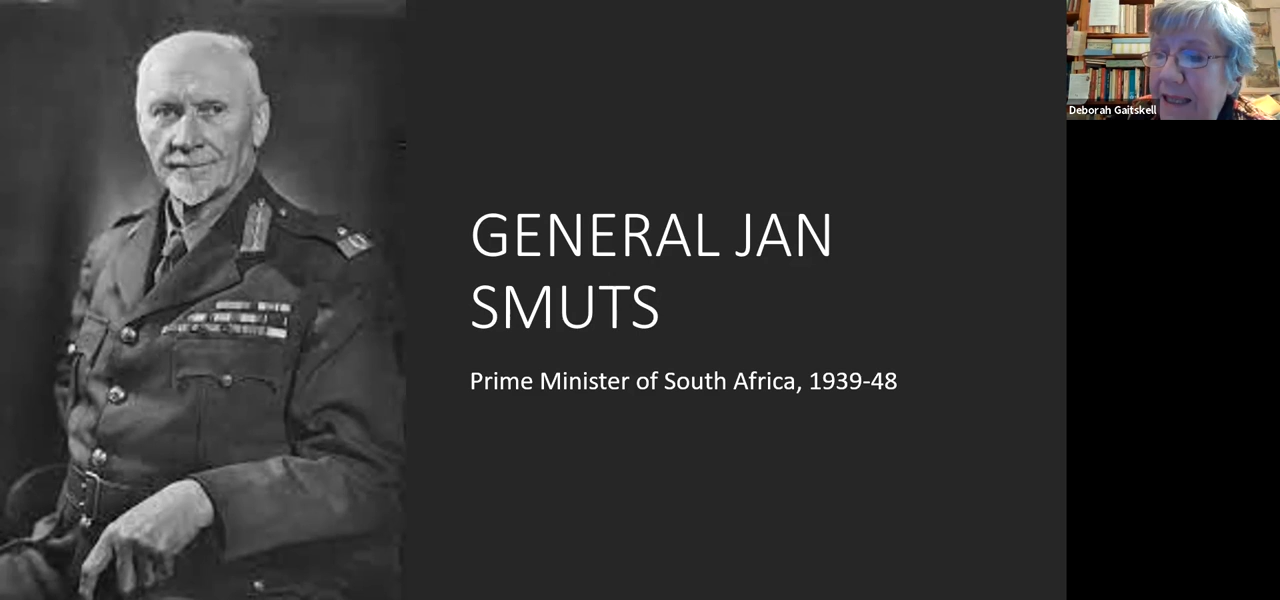 GENERAL JAN
SMUTS
Prime Minister of South Africa, 1939-48
Deborah Gaitskell